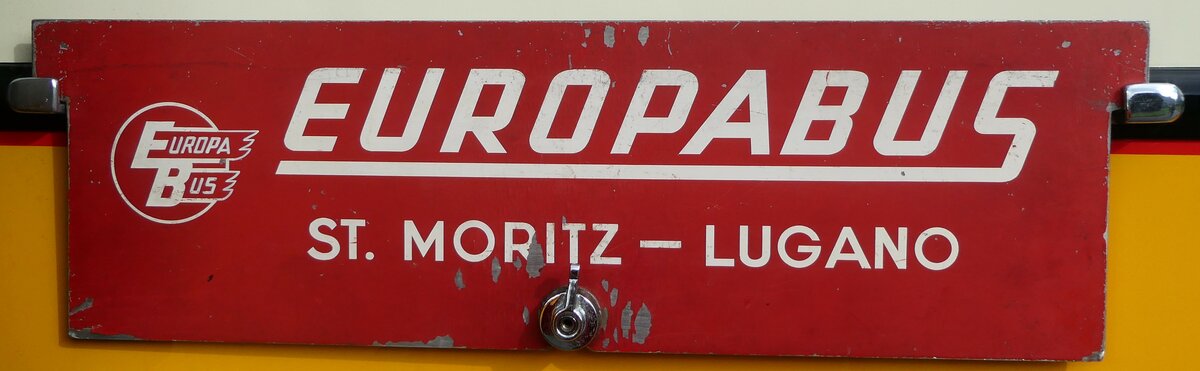 EUROPA
BUS
EUROPABUS
ST. MORITZ – LUGANO